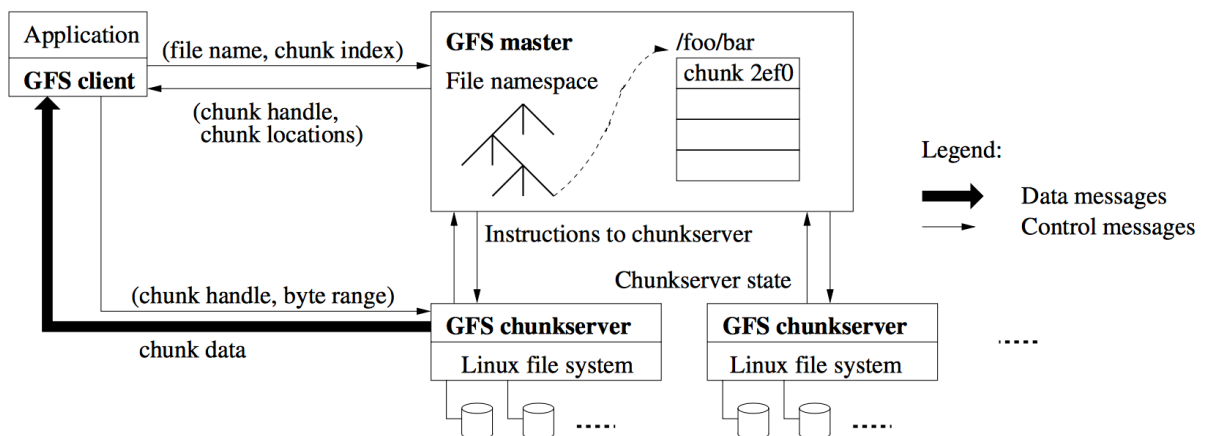 Application
GFS client
(file name, chunk index)
(chunk handle,
chunk locations)
GFS master
File namespace
/foo/bar
chunk 2ef0
Legend:
Data messages
Control messages
Instructions to chunkserver
Chunkserver state
(chunk handle, byte range)
chunk data
GFS chunkserver
Linux file system
GFS chunkserver
Linux file system